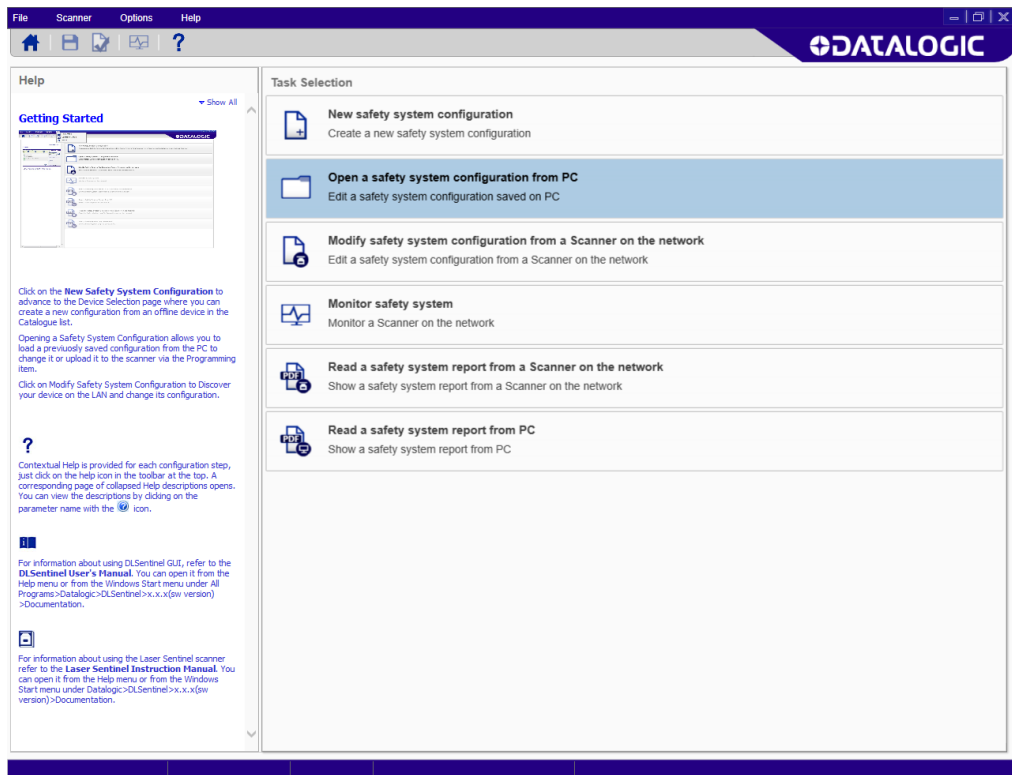 File Scanner Options Help
?
DATALOGIC
Help
Show All
Getting Started
Click on the New Safety System Configuration to
advance to the Device Selection page where you can
create a new configuration from an offline device in the
Catalogue list.
Opening a Safety System Configuration allows you to
load a previuosly saved configuration from the PC to
change it or upload it to the scanner via the Programming
item.
Click on Modify Safety System Configuration to Discover
your device on the LAN and change its configuration.
?
Contextual Help is provided for each configuration step,
just click on the help icon in the toolbar at the top. A
corresponding page of collapsed Help descriptions opens.
You can view the descriptions by clicking on the
parameter name with the ? icon.
For information about using DLSentinel GUI, refer to the
DLSentinel User's Manual. You can open it from the
Help menu or from the Windows Start menu under All
Programs>Datalogic>DLSentinel>x.x.x(sw version)
>Documentation.
For information about using the Laser Sentinel scanner
refer to the Laser Sentinel Instruction Manual. You
can open it from the Help menu or from the Windows
Start menu under Datalogic>DLSentinel>x.x.x(sw
version)>Documentation.
Task Selection
New safety system configuration
Create a new safety system configuration
Open a safety system configuration from PC
Edit a safety system configuration saved on PC
Modify safety system configuration from a Scanner on the network
Edit a safety system configuration from a Scanner on the network
Monitor safety system
Monitor a Scanner on the network
PDF
Read a safety system report from a Scanner on the network
Show a safety system report from a Scanner on the network
PDF
Read a safety system report from PC
Show a safety system report from PC